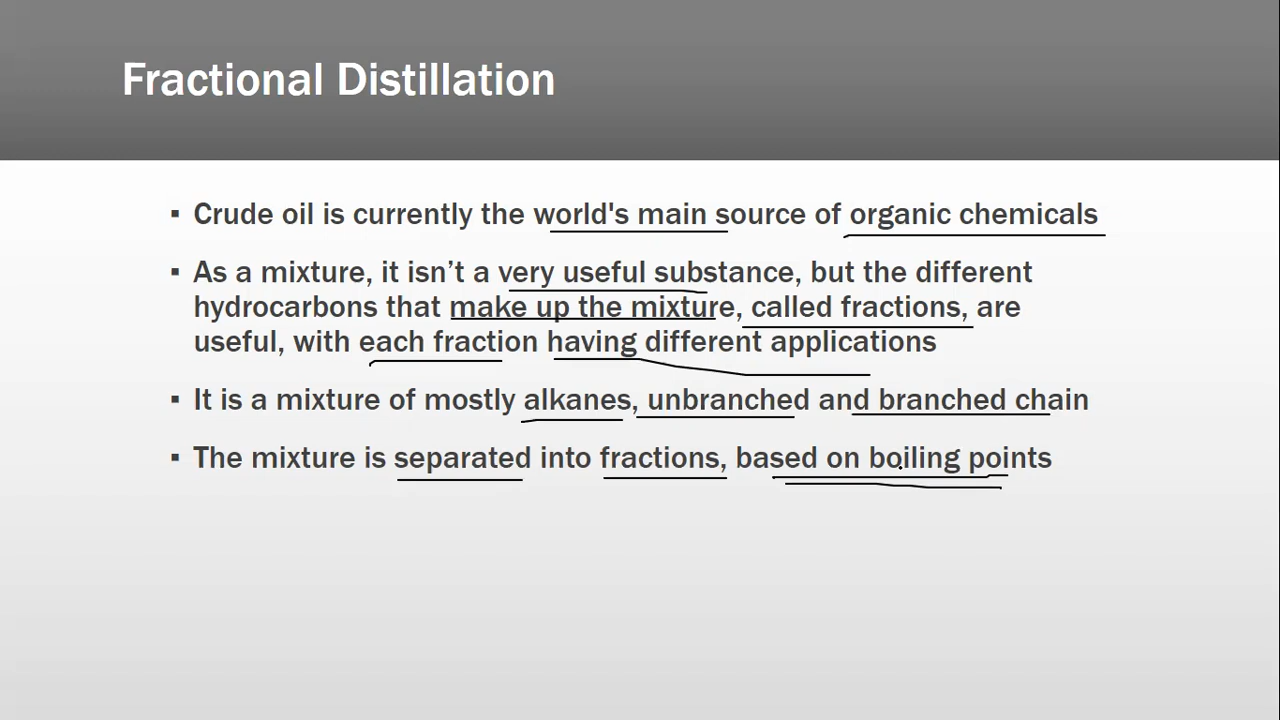 Fractional Distillation
▪ Crude oil is currently the world's main source of organic chemicals
▪ As a mixture, it isn’t a very useful substance, but the different
hydrocarbons that make up the mixture, called fractions, are
useful, with each fraction having different applications
▪ It is a mixture of mostly alkanes, unbranched and branched chain
▪ The mixture is separated into fractions, based on boiling points